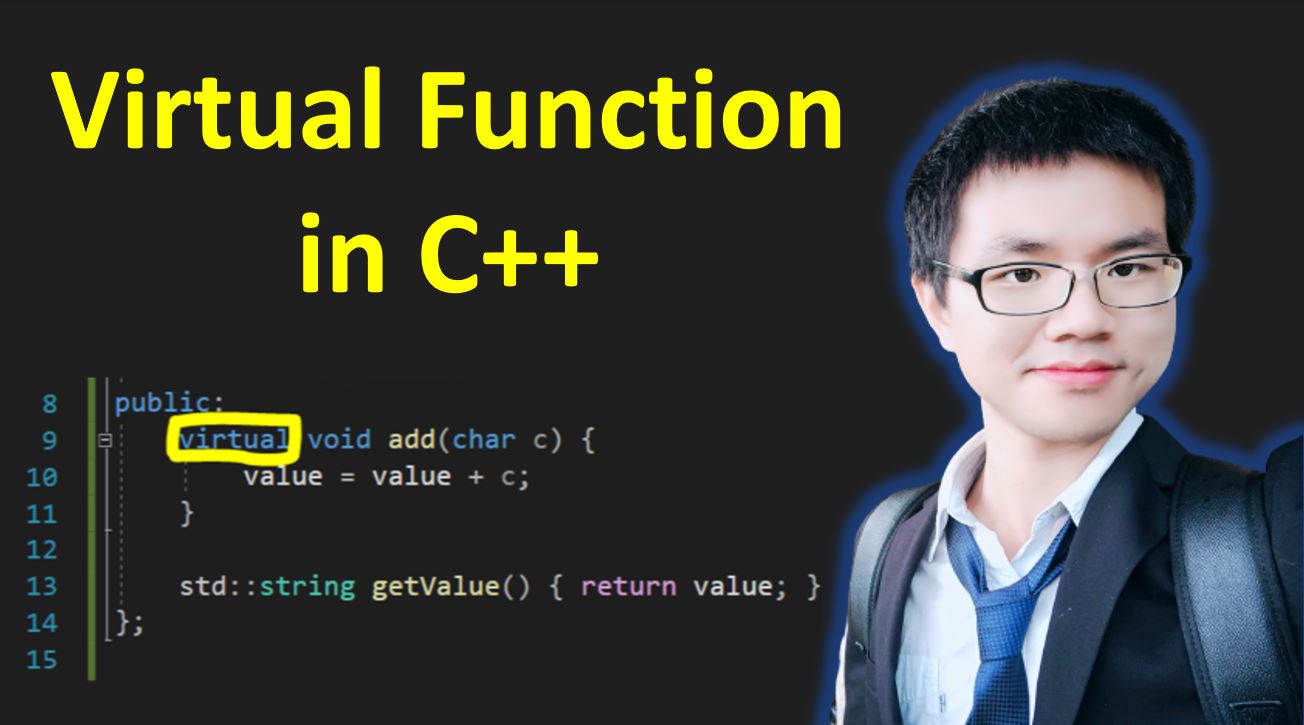 Virtual Function
in C++
8 public:
9 virtual void add(char c) {
10 value = value + c;
11 }
12
13 std::string getValue() { return value; }
14 };
15